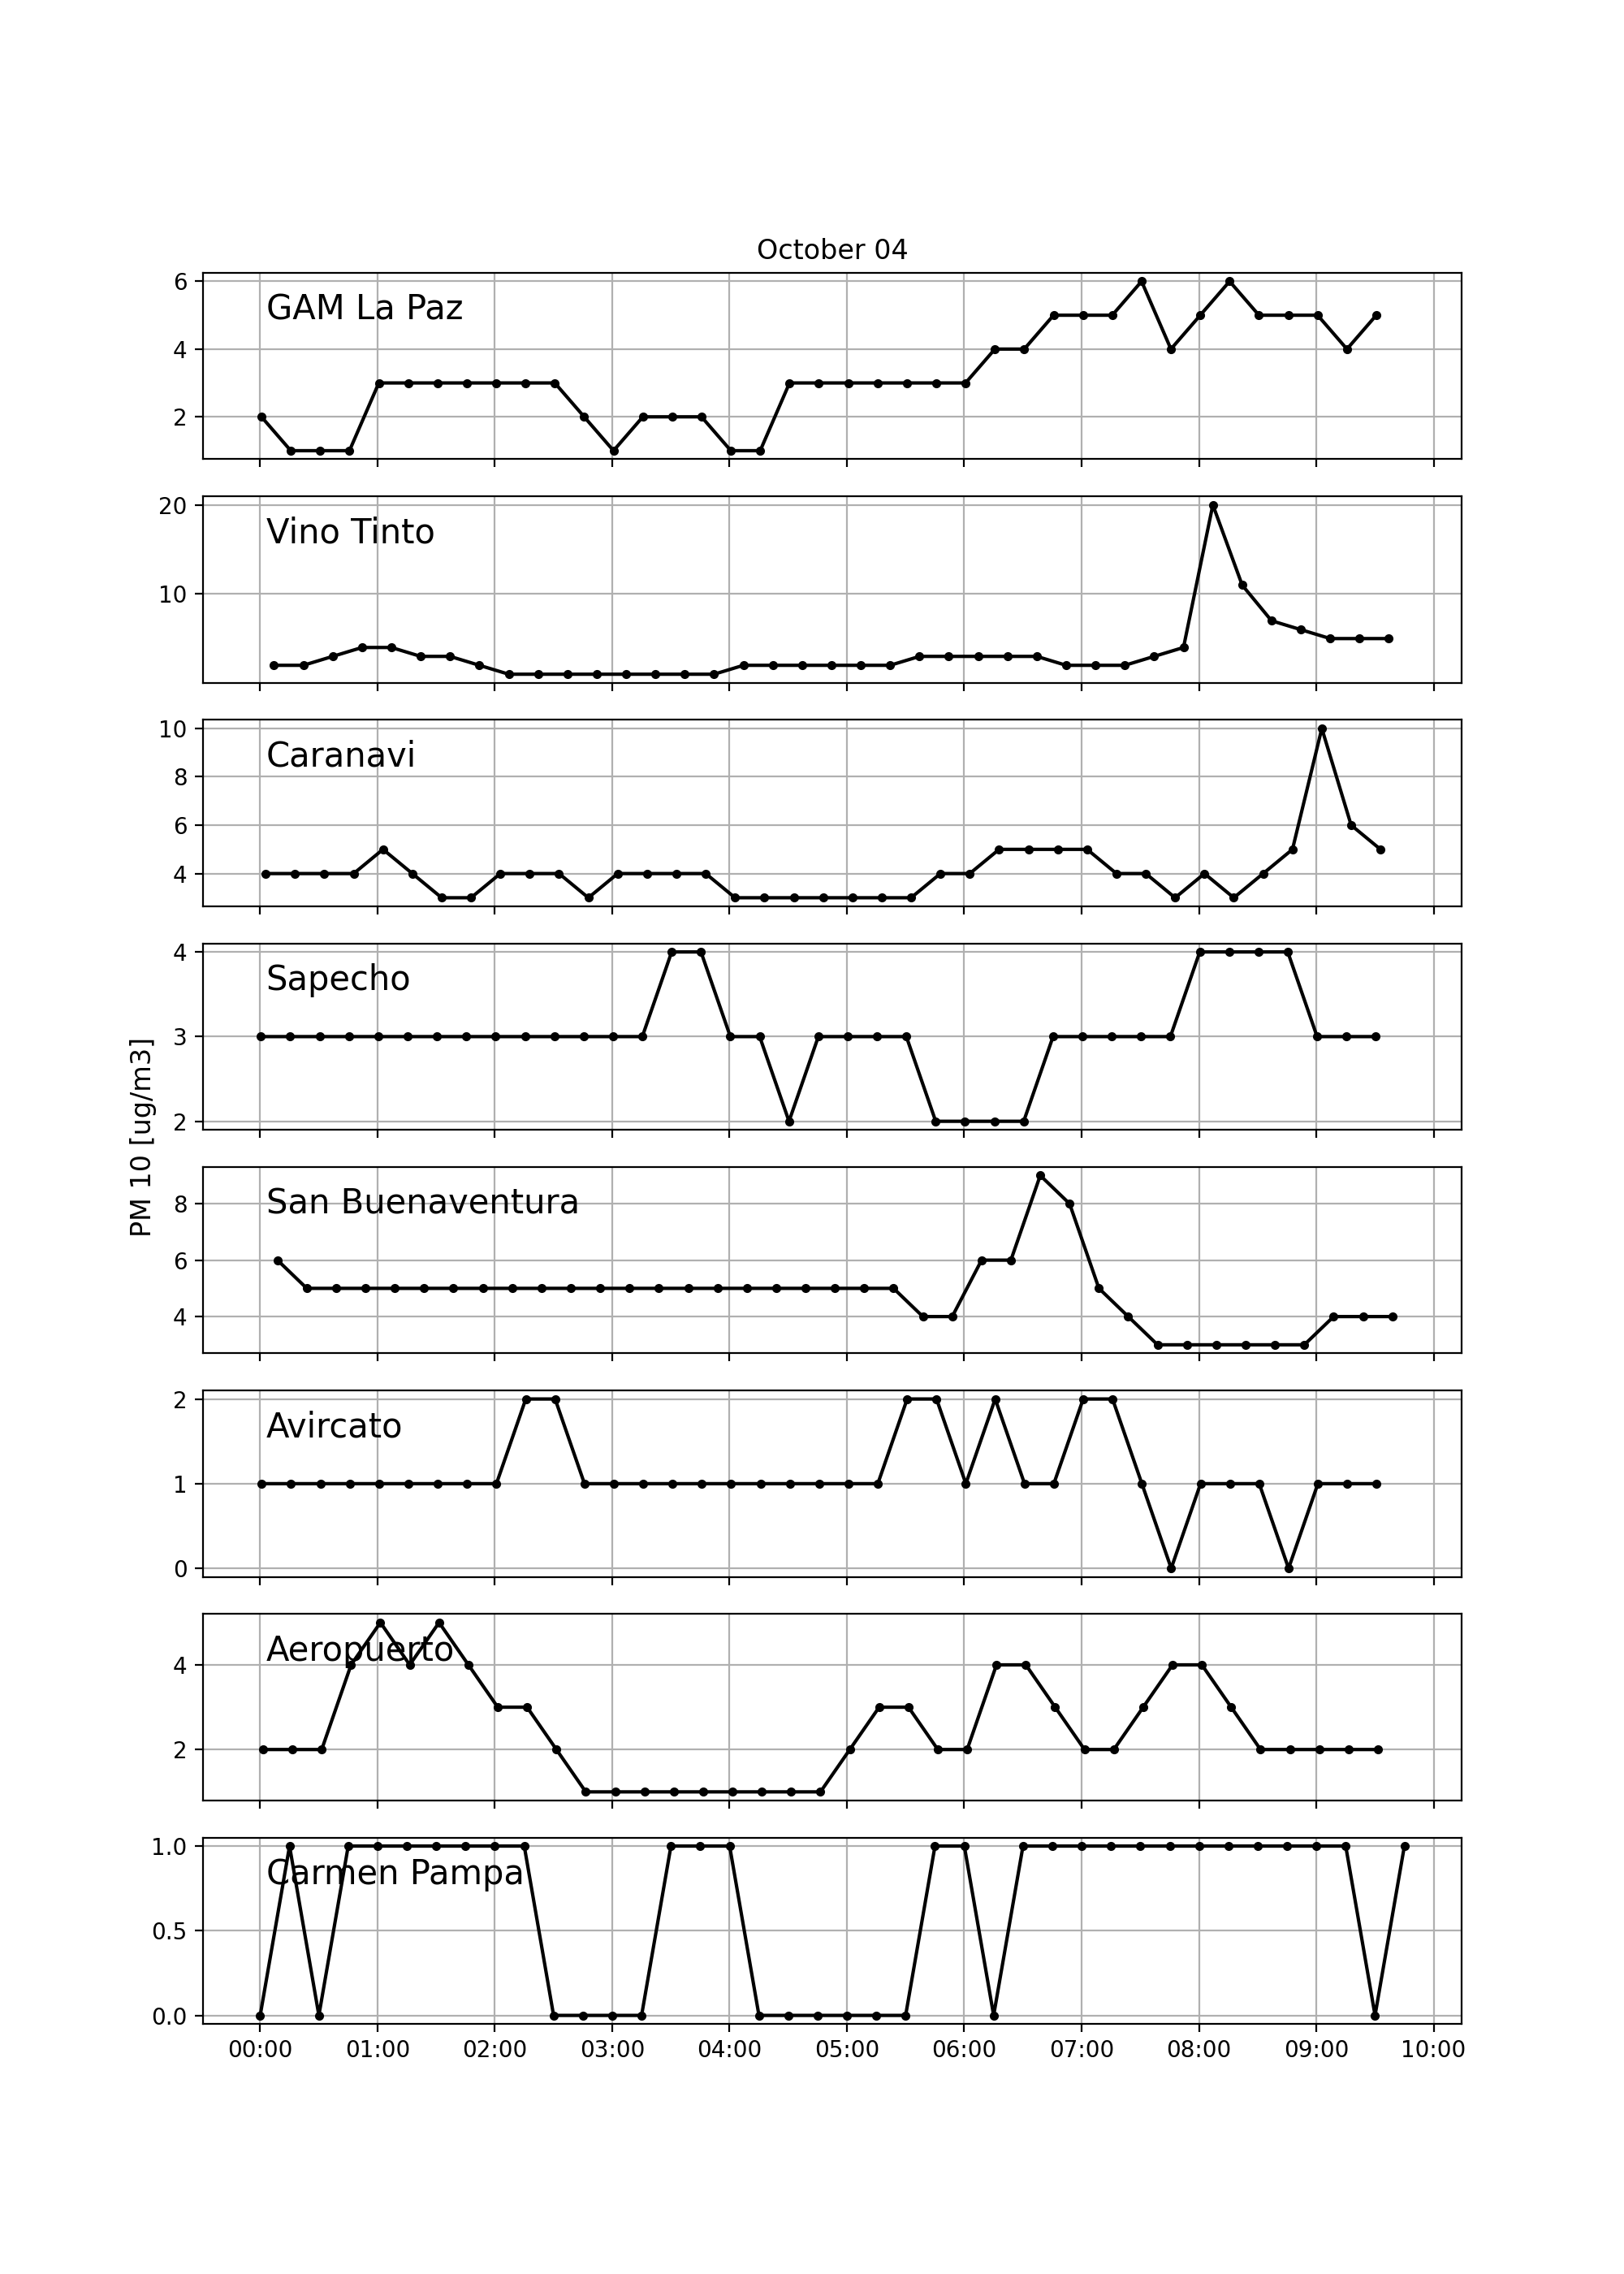 October 04
PM 10 [ug/m3]
GAM La Paz
6
4
2
Vino Tinto
20
10
Caranavi
10
8
6
4
Sapecho
4
3
2
San Buenaventura
8
6
4
Avircato
2
1
0
Aeropuerto
4
2
Carmen Pampa
1.0
0.5
0.0
00:00 01:00 02:00 03:00 04:00 05:00 06:00 07:00 08:00 09:00 10:00